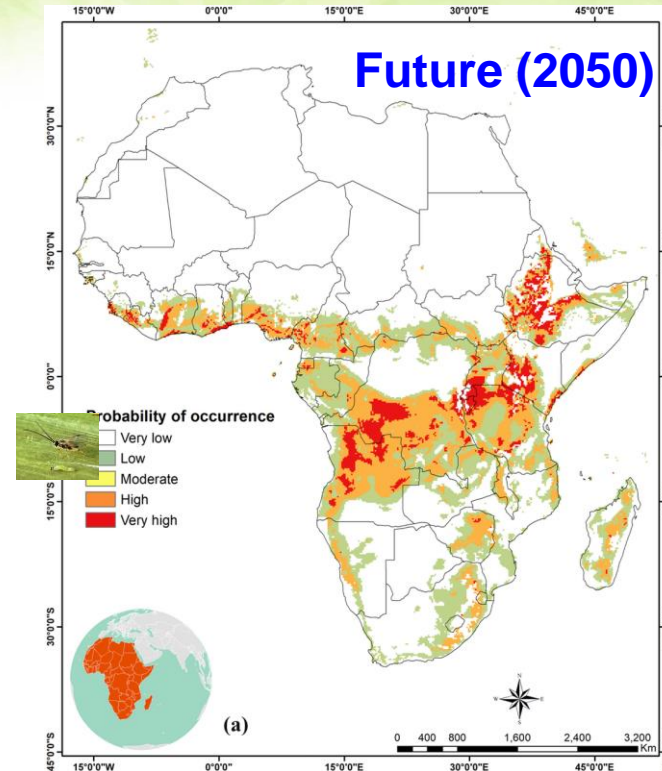 15°0'0"W 0°0'0"E 15°0'0"E 30°0'0"E 45°0'0"E
Future (2050)
30°0'0"N
15°0'0"N
0°0'0"E
15°0'0"S
30°0'0"S
45°0'0"S
Probability of occurrence
Very low
Low
Moderate
High
Very high
(a)
N
W E
S
0 400 800 1,600 2,400 3,200
Km
15°0'0"W 0°0'0"E 15°0'0"E 30°0'0"E 45°0'0"E